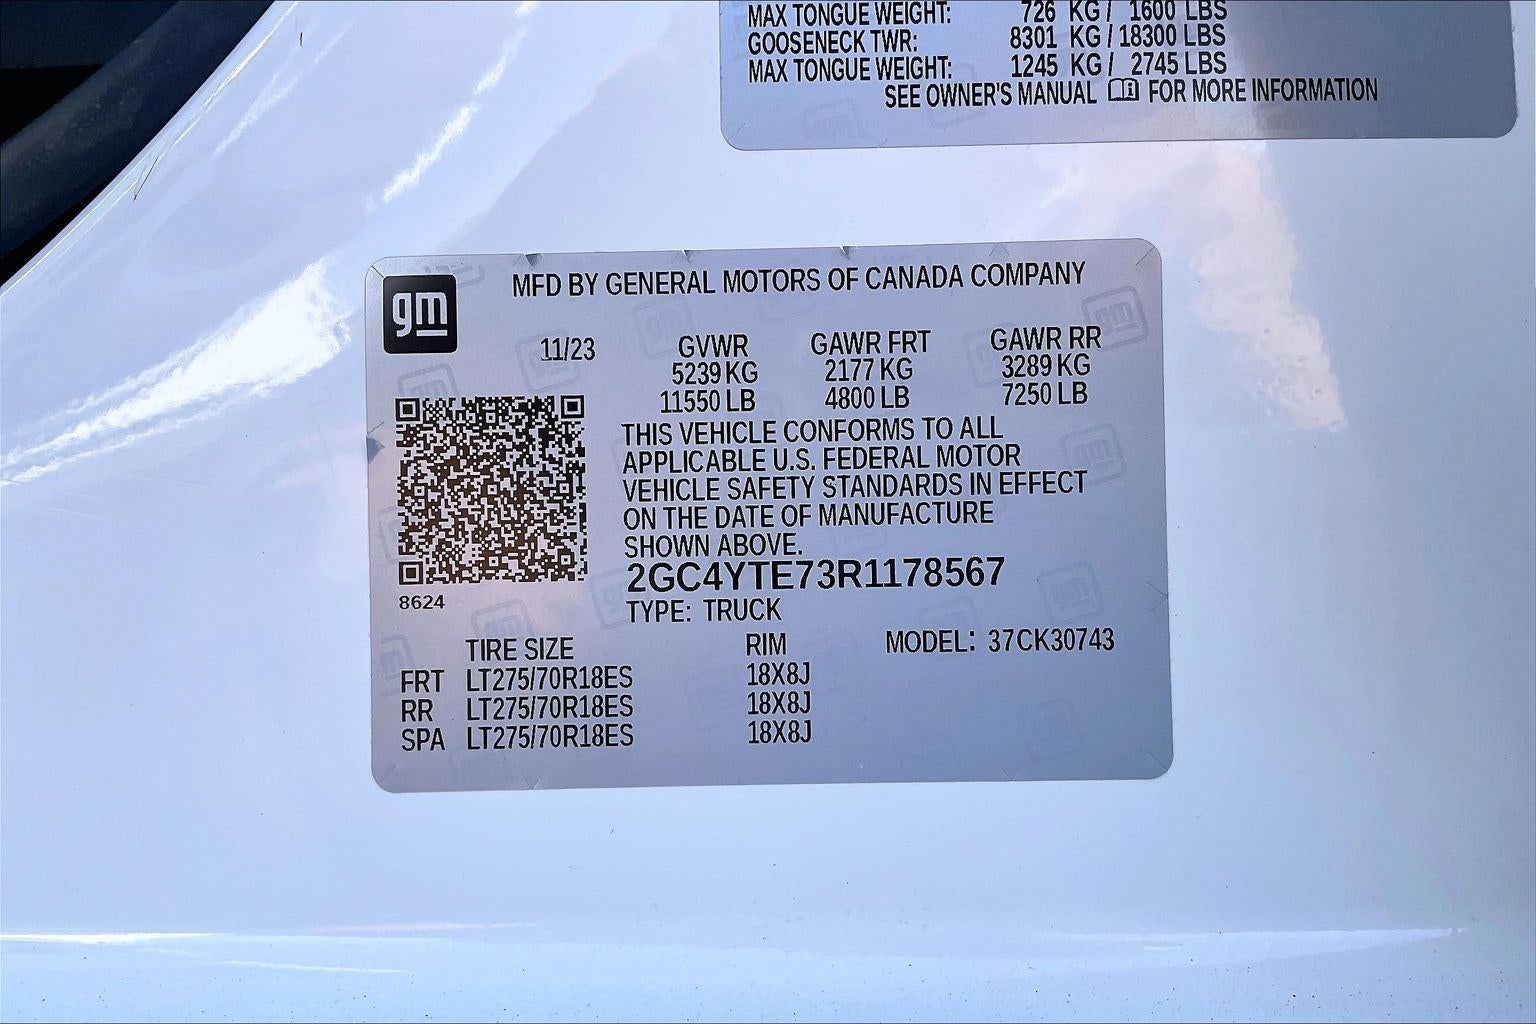 MAX TONGUE WEIGHT: 726 KG / 1600 LBS
GOOSENECK TWR: 8301 KG / 18300 LBS
MAX TONGUE WEIGHT: 1245 KG / 2745 LBS
SEE OWNER'S MANUAL FOR MORE INFORMATION
gm
MFD BY GENERAL MOTORS OF CANADA COMPANY
11/23 GVWR GAWR FRT GAWR RR
5239 KG 2177 KG 3289 KG
11550 LB 4800 LB 7250 LB
THIS VEHICLE CONFORMS TO ALL
APPLICABLE U.S. FEDERAL MOTOR
VEHICLE SAFETY STANDARDS IN EFFECT
ON THE DATE OF MANUFACTURE
SHOWN ABOVE.
2GC4YTE73R1178567
8624
TYPE: TRUCK
TIRE SIZE RIM MODEL: 37CK30743
FRT LT275/70R18ES 18X8J
RR LT275/70R18ES 18X8J
SPA LT275/70R18ES 18X8J